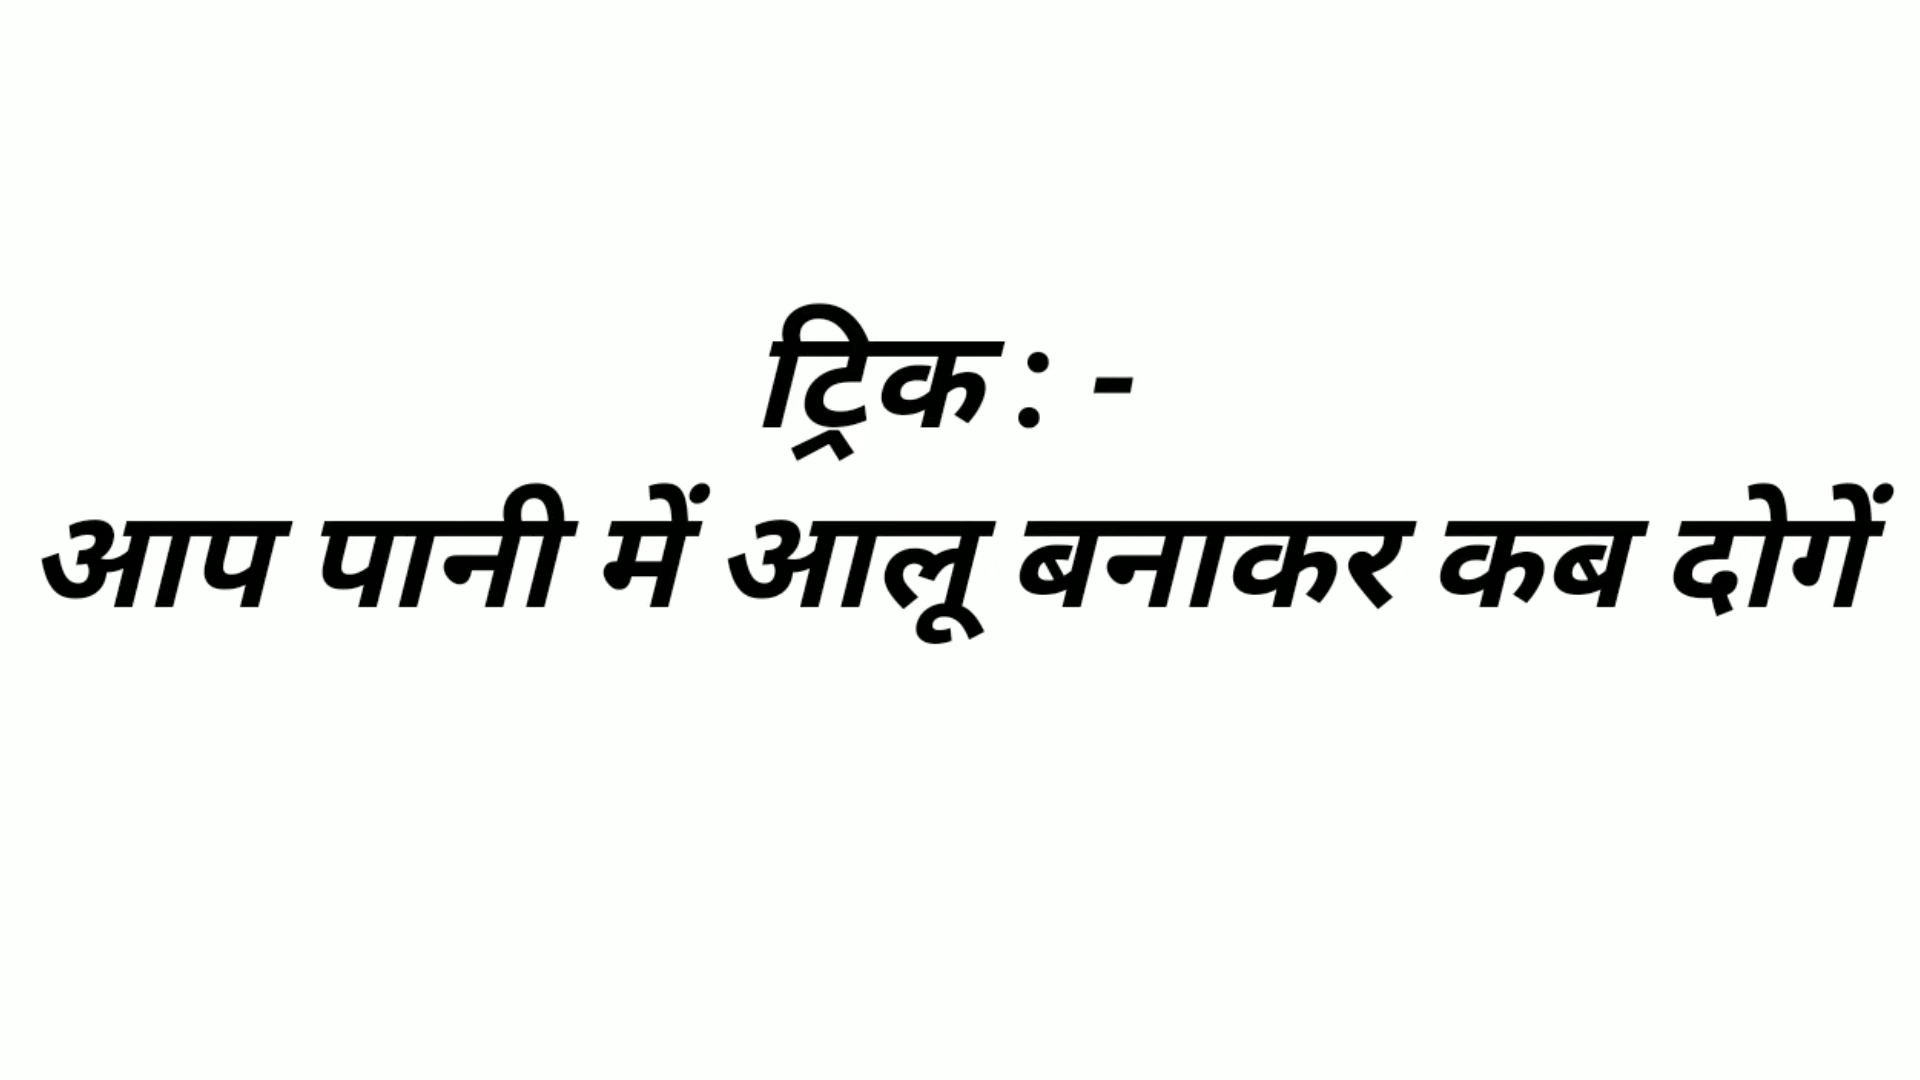 ट्रिक : -
आप पानी में आलू बनाकर कब दोगें